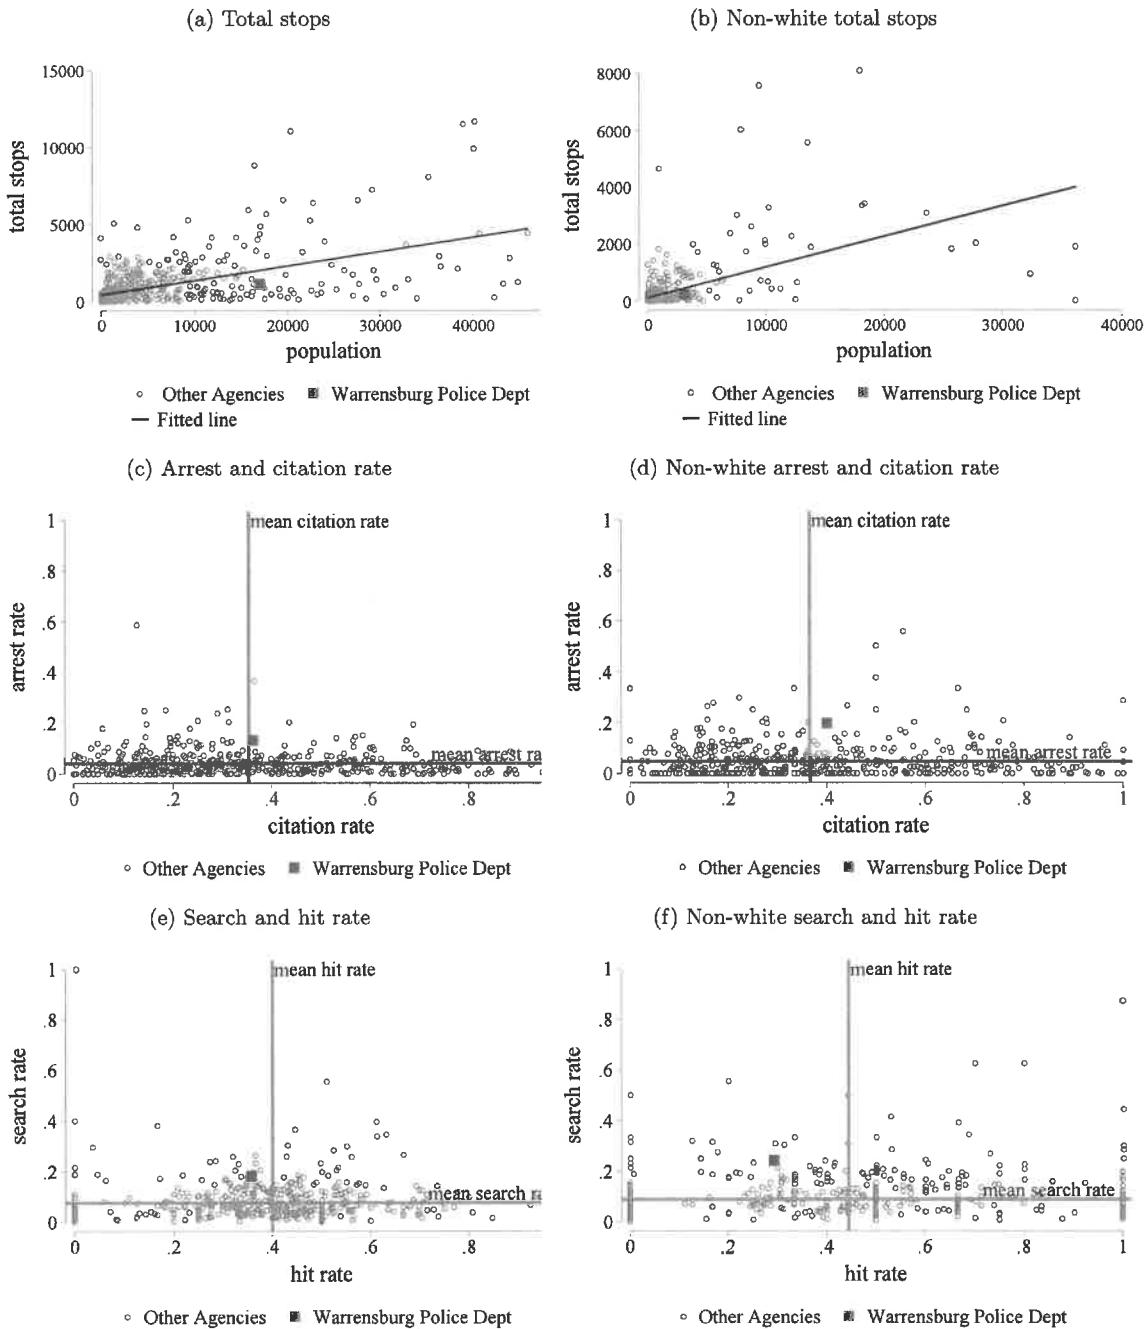 (a) Total stops
(b) Non-white total stops
15000
10000
5000
0
total stops
0 10000 20000 30000 40000
population
Other Agencies Warrensburg Police Dept
Fitted line
8000
6000
4000
2000
0
total stops
0 10000 20000 30000 40000
population
Other Agencies Warrensburg Police Dept
Fitted line
(c) Arrest and citation rate
(d) Non-white arrest and citation rate
1
.8
.6
.4
.2
0
arrest rate
mean citation rate
mean arrest ra
0 .2 .4 .6 .8
citation rate
Other Agencies Warrensburg Police Dept
1
.8
.6
.4
.2
0
arrest rate
mean citation rate
mean arrest rate
0 .2 .4 .6 .8 1
citation rate
Other Agencies Warrensburg Police Dept
(e) Search and hit rate
(f) Non-white search and hit rate
1
.8
.6
.4
.2
0
search rate
mean hit rate
mean search ra
0 .2 .4 .6 .8
hit rate
Other Agencies Warrensburg Police Dept
1
.8
.6
.4
.2
0
search rate
mean hit rate
mean search rate
0 .2 .4 .6 .8 1
hit rate
Other Agencies Warrensburg Police Dept